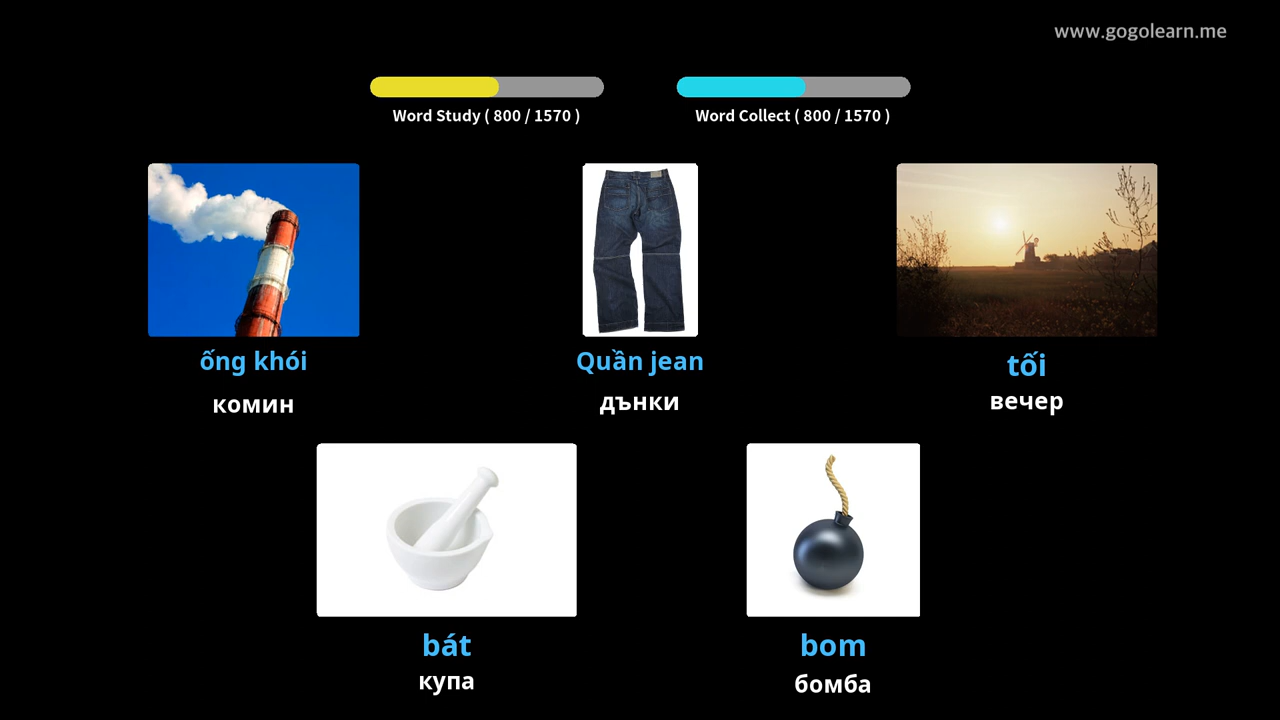 www.gogolearn.me
Word Study ( 800 / 1570 )
Word Collect ( 800 / 1570 )
ống khói
комин
Quần jean
дънки
tối
вечер
bát
купа
bom
бомба